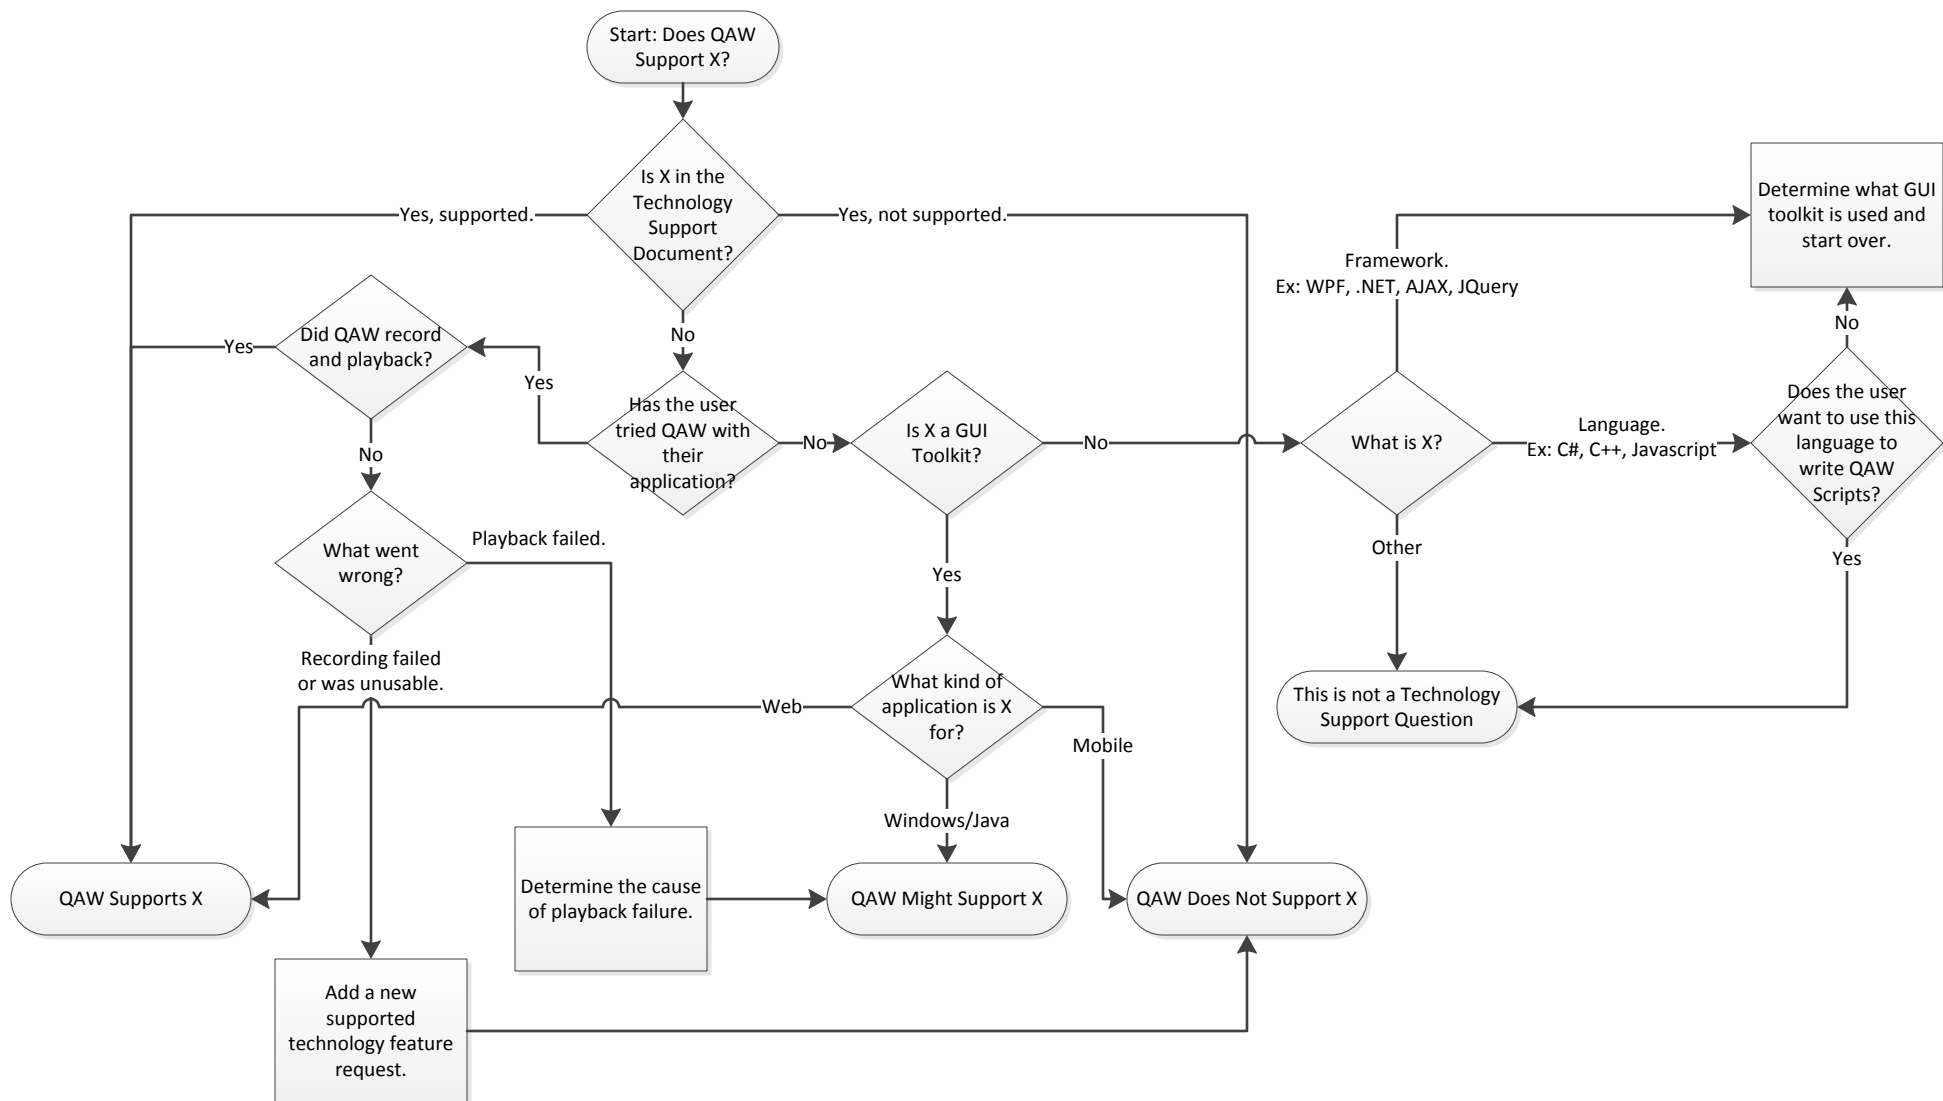 Start: Does QAW
Support X?
Is X in the
Technology
Support
Document?
Yes, supported.
Yes, not supported.
Determine what GUI
toolkit is used and
start over.
Framework.
Ex: WPF, .NET, AJAX, JQuery
Did QAW record
and playback?
Yes
No
Yes
No
Has the user
tried QAW with
their
application?
No
Is X a GUI
Toolkit?
No
What is X?
Language.
Ex: C#, C++, Javascript
Does the user
want to use this
language to
write QAW
Scripts?
No
What went
wrong?
Playback failed.
Yes
Other
Yes
Recording failed
or was unusable.
Web
What kind of
application is X
for?
Mobile
This is not a Technology
Support Question
Windows/Java
QAW Supports X
Determine the cause
of playback failure.
QAW Might Support X
QAW Does Not Support X
Add a new
supported
technology feature
request.